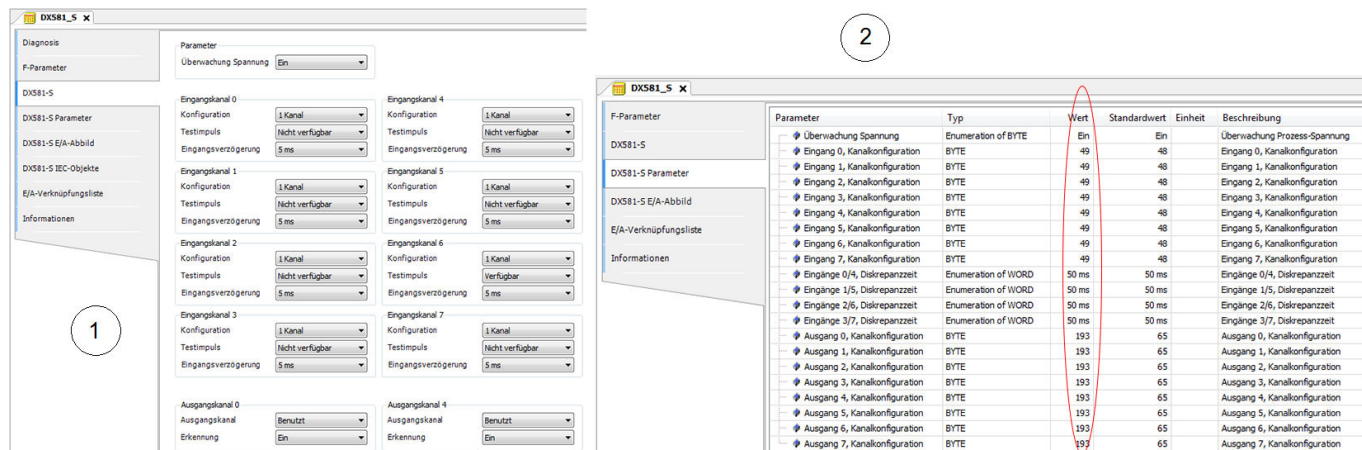 DX581_S x
Diagnosis
F-Parameter
DX581-S
DX581-S Parameter
DX581-S E/A-Abbild
DX581-S IEC-Objekte
E/A-Verknüpfungsliste
Informationen
Parameter
Überwachung Spannung Ein
Eingangskanal 0 Eingangskanal 4
Konfiguration 1 Kanal Konfiguration 1 Kanal
Testimpuls Nicht verfügbar Testimpuls Nicht verfügbar
Eingangsverzögerung 5 ms Eingangsverzögerung 5 ms
Eingangskanal 1 Eingangskanal 5
Konfiguration 1 Kanal Konfiguration 1 Kanal
Testimpuls Nicht verfügbar Testimpuls Nicht verfügbar
Eingangsverzögerung 5 ms Eingangsverzögerung 5 ms
Eingangskanal 2 Eingangskanal 6
Konfiguration 1 Kanal Konfiguration 1 Kanal
Testimpuls Nicht verfügbar Testimpuls Verfügbar
Eingangsverzögerung 5 ms Eingangsverzögerung 5 ms
Eingangskanal 3 Eingangskanal 7
Konfiguration 1 Kanal Konfiguration 1 Kanal
Testimpuls Nicht verfügbar Testimpuls Nicht verfügbar
Eingangsverzögerung 5 ms Eingangsverzögerung 5 ms
Ausgangskanal 0 Ausgangskanal 4
Ausgangskanal Benutzt Ausgangskanal Benutzt
Erkennung Ein Erkennung Ein
1
2
DX581_S x
F-Parameter
DX581-S
DX581-S Parameter
DX581-S E/A-Abbild
E/A-Verknüpfungsliste
Informationen
Parameter Typ Wert Standardwert Einheit Beschreibung
Überwachung Spannung Enumeration of BYTE Ein Ein Überwachung Prozess-Spannung
Eingang 0, Kanalkonfiguration BYTE 49 48 Eingang 0, Kanalkonfiguration
Eingang 1, Kanalkonfiguration BYTE 49 48 Eingang 1, Kanalkonfiguration
Eingang 2, Kanalkonfiguration BYTE 49 48 Eingang 2, Kanalkonfiguration
Eingang 3, Kanalkonfiguration BYTE 49 48 Eingang 3, Kanalkonfiguration
Eingang 4, Kanalkonfiguration BYTE 49 48 Eingang 4, Kanalkonfiguration
Eingang 5, Kanalkonfiguration BYTE 49 48 Eingang 5, Kanalkonfiguration
Eingang 6, Kanalkonfiguration BYTE 49 48 Eingang 6, Kanalkonfiguration
Eingang 7, Kanalkonfiguration BYTE 49 48 Eingang 7, Kanalkonfiguration
Eingänge 0/4, Diskrepanzzeit Enumeration of WORD 50 ms 50 ms Eingänge 0/4, Diskrepanzzeit
Eingänge 1/5, Diskrepanzzeit Enumeration of WORD 50 ms 50 ms Eingänge 1/5, Diskrepanzzeit
Eingänge 2/6, Diskrepanzzeit Enumeration of WORD 50 ms 50 ms Eingänge 2/6, Diskrepanzzeit
Eingänge 3/7, Diskrepanzzeit Enumeration of WORD 50 ms 50 ms Eingänge 3/7, Diskrepanzzeit
Ausgang 0, Kanalkonfiguration BYTE 193 65 Ausgang 0, Kanalkonfiguration
Ausgang 1, Kanalkonfiguration BYTE 193 65 Ausgang 1, Kanalkonfiguration
Ausgang 2, Kanalkonfiguration BYTE 193 65 Ausgang 2, Kanalkonfiguration
Ausgang 3, Kanalkonfiguration BYTE 193 65 Ausgang 3, Kanalkonfiguration
Ausgang 4, Kanalkonfiguration BYTE 193 65 Ausgang 4, Kanalkonfiguration
Ausgang 5, Kanalkonfiguration BYTE 193 65 Ausgang 5, Kanalkonfiguration
Ausgang 6, Kanalkonfiguration BYTE 193 65 Ausgang 6, Kanalkonfiguration
Ausgang 7, Kanalkonfiguration BYTE 193 65 Ausgang 7, Kanalkonfiguration